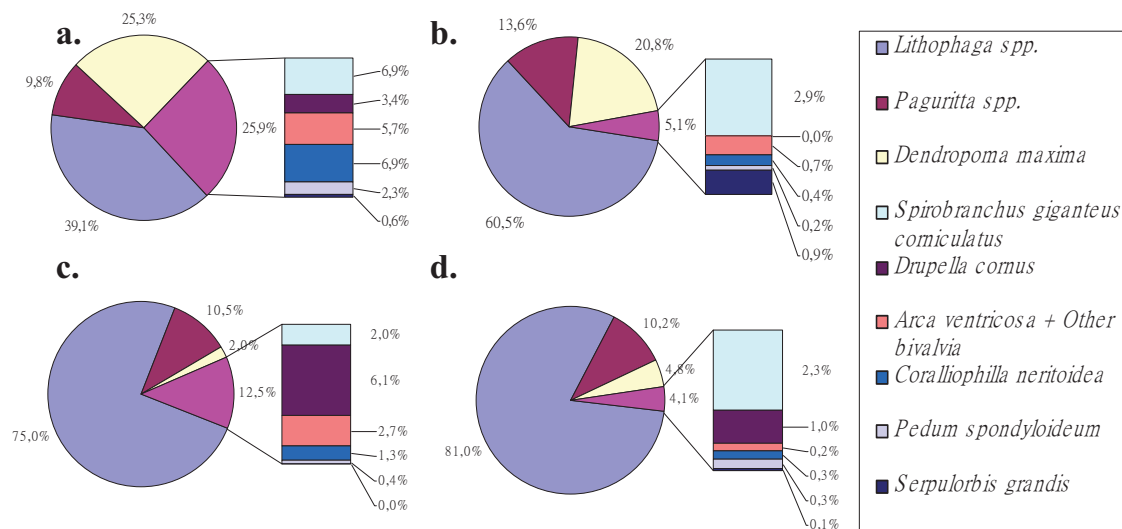 a.
25,3%
9,8%
39,1%
25,9%
6,9%
3,4%
5,7%
6,9%
2,3%
0,6%
b.
13,6%
20,8%
5,1%
60,5%
2,9%
0,0%
0,7%
0,4%
0,2%
0,9%
c.
10,5%
2,0%
12,5%
75,0%
2,0%
6,1%
2,7%
1,3%
0,4%
0,0%
d.
10,2%
4,8%
4,1%
81,0%
2,3%
1,0%
0,2%
0,3%
0,3%
0,1%
Lithophaga spp.
Paguritta spp.
Dendropoma maxima
Spirobranchus giganteus
corniculatus
Drupella cornus
Arca ventricosa + Other
bivalvia
Coralliophilla neritoidea
Pedum spondyloideum
Serpulorbis grandis